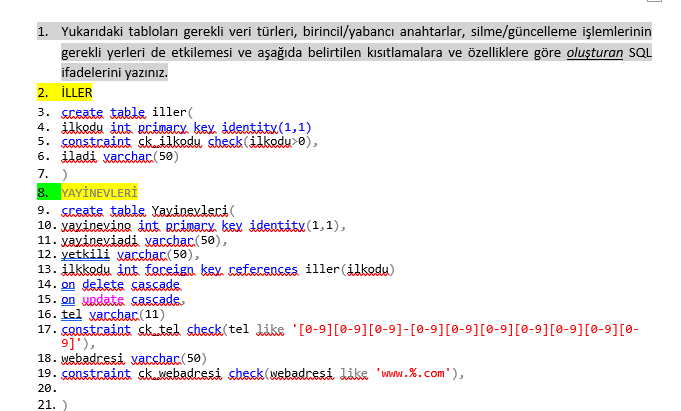 1. Yukarıdaki tabloları gerekli veri türleri, birincil/yabancı anahtarlar, silme/güncelleme işlemlerinin
gerekli yerleri de etkilemesi ve aşağıda belirtilen kısıtlamalara ve özelliklere göre oluşturan SQL
ifadelerini yazınız.
2. İLLER
3. create table iller(
4. ilkodu int primary key identity(1,1)
5. constraint ck_ilkodu check(ilkodu>0),
6. iladi varchar(50)
7. )
8. YAYİNEVLERİ
9. create table Yayinevleri(
10. yayinevino int primary key identity(1,1),
11. yayineviadi varchar(50),
12. yetkili varchar(50),
13. ilkkodu int foreign key references iller(ilkodu)
14. on delete cascade
15. on update cascade,
16. tel varchar(11)
17. constraint ck_tel check(tel like '[0-9][0-9][0-9]-[0-9][0-9][0-9][0-9][0-9][0-9][0-
9]'),
18. webadresi varchar(50)
19. constraint ck_webadresi check(webadresi like 'www.%.com'),
20.
21. )